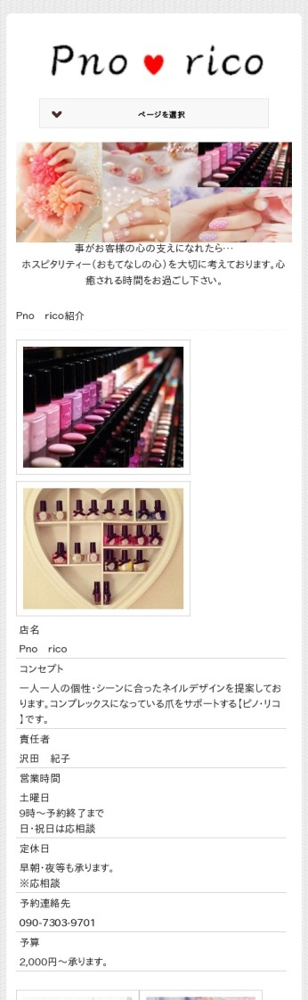 Pno rico
ページを選択
事がお客様の心の支えになれたら…
ホスピタリティー(おもてなしの心)を大切に考えております。心
癒される時間をお過ごし下さい。
Pno　rico紹介
店名
Pno　rico
コンセプト
一人一人の個性・シーンに合ったネイルデザインを提案してお
ります。コンプレックスになっている爪をサポートする【ピノ・リコ
】です。
責任者
沢田　紀子
営業時間
土曜日
9時〜予約終了まで
日・祝日は応相談
定休日
早朝・夜等も承ります。
※応相談
予約連絡先
090-7303-9701
予算
2,000円〜承ります。